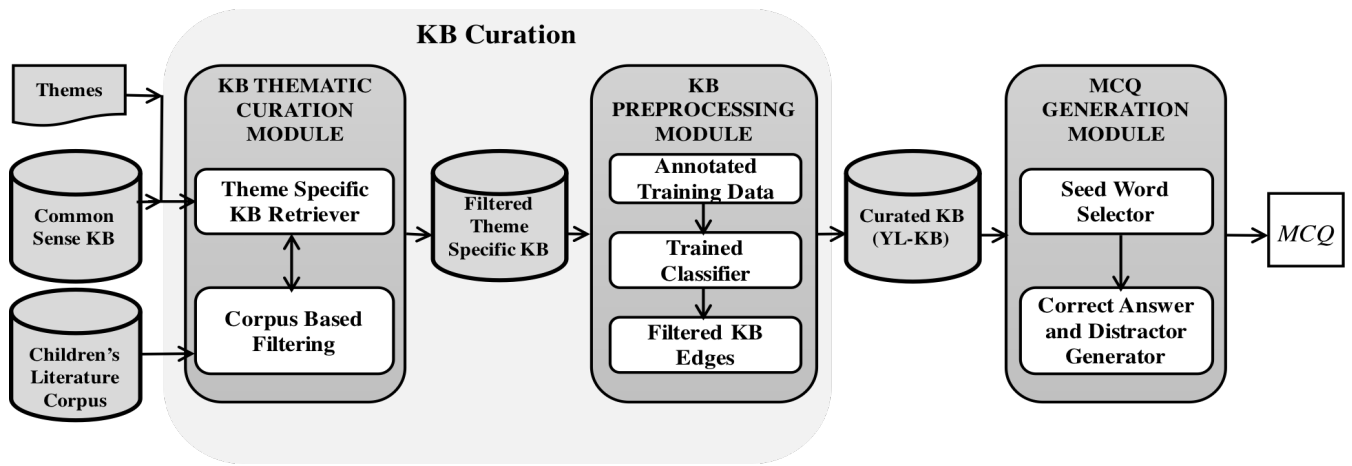 KB Curation
Themes
Common
Sense KB
Children's
Literature
Corpus
KB THEMATIC
CURATION
MODULE
Theme Specific
KB Retriever
Corpus Based
Filtering
Filtered
Theme
Specific KB
KB
PREPROCESSING
MODULE
Annotated
Training Data
Trained
Classifier
Filtered KB
Edges
Curated KB
(YL-KB)
MCQ
GENERATION
MODULE
Seed Word
Selector
Correct Answer
and Distractor
Generator
MCQ